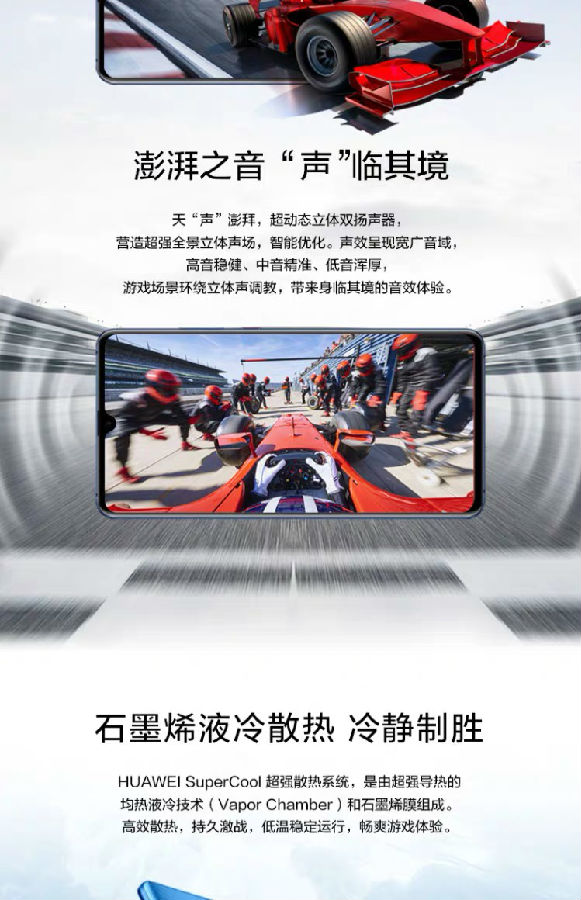 澎湃之音 “声”临其境
天“声”澎拜，超动态立体双扬声器，
营造超强全景立体声场，智能优化。声效呈现宽广音域，
高音稳健、中音精准、低音浑厚，
游戏场景环绕立体声调教，带来身临其境的音效体验。
石墨烯液冷散热 冷静制胜
HUAWEI SuperCool 超强散热系统，是由超强导热的
均热液冷技术（Vapor Chamber）和石墨烯膜组成。
高效散热，持久激战，低温稳定运行，畅爽游戏体验。